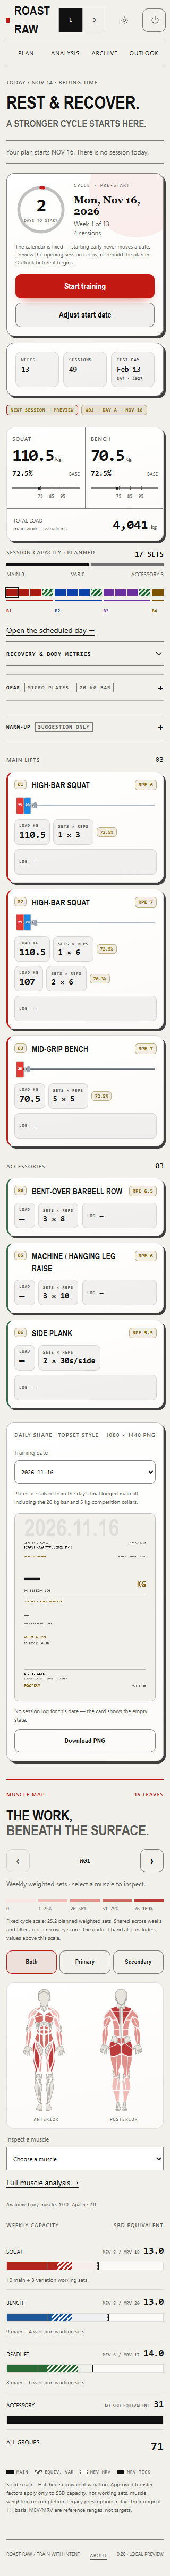 ROAST
RAW
L D
PLAN ANALYSIS ARCHIVE OUTLOOK
TODAY · NOV 14 · BEIJING TIME
REST & RECOVER.
A STRONGER CYCLE STARTS HERE.
Your plan starts NOV 16. There is no session today.
2
DAYS TO START
CYCLE · PRE-START
Mon, Nov 16,
2026
Week 1 of 13
4 sessions
The calendar is fixed — starting early never moves a date.
Preview the opening session below, or rebuild the plan in
Outlook before it begins.
Start training
Adjust start date
WEEKS
13
SESSIONS
49
TEST DAY
Feb 13
SAT · 2027
NEXT SESSION · PREVIEW
W01 · DAY A · NOV 16
SQUAT
110.5 kg
72.5% BASE
75 85 95
BENCH
70.5 kg
72.5% BASE
75 85 95
TOTAL LOAD
main work + variations
4,041 kg
SESSION CAPACITY · PLANNED 17 SETS
MAIN 9 VAR 0 ACCESSORY 8
B1 B2 B3 B4
Open the scheduled day →
RECOVERY & BODY METRICS
GEAR MICRO PLATES 20 KG BAR +
WARM-UP SUGGESTION ONLY +
MAIN LIFTS 03
01 HIGH-BAR SQUAT RPE 6
LOAD KG
110.5
SETS × REPS
1 × 3
72.5%
LOG —
02 HIGH-BAR SQUAT RPE 7
LOAD KG
110.5
SETS × REPS
1 × 6
72.5%
LOAD KG
107
SETS × REPS
2 × 6
70.3%
LOG —
03 MID-GRIP BENCH RPE 7
LOAD KG
70.5
SETS × REPS
5 × 5
72.5%
LOG —
ACCESSORIES 03
04 BENT-OVER BARBELL ROW RPE 6.5
LOAD
—
SETS × REPS
3 × 8
LOG —
05 MACHINE / HANGING LEG
RAISE
RPE 6
LOAD
—
SETS × REPS
3 × 10
LOG —
06 SIDE PLANK RPE 5.5
LOAD
—
SETS × REPS
2 × 30s/side
LOG —
DAILY SHARE · TOPSET STYLE 1080 × 1440 PNG
Training date
2026-11-16
Plates are solved from the day's final logged main lift,
including the 20 kg bar and 5 kg competition collars.
2026.11.16
KG
No session log for this date — the card shows the empty
state.
Download PNG
MUSCLE MAP 16 LEAVES
THE WORK,
BENEATH THE SURFACE.
‹ W01 ›
Weekly weighted sets · select a muscle to inspect.
0 1–25% 26–50% 51–75% 76–100%
Fixed cycle scale: 25.2 planned weighted sets. Shared across weeks
and filters; not a recovery score. The darkest band also includes
values above this scale.
Both Primary Secondary
ANTERIOR POSTERIOR
Inspect a muscle
Choose a muscle
Full muscle analysis →
Anatomy: body-muscles 1.0.0 · Apache-2.0
WEEKLY CAPACITY SBD EQUIVALENT
SQUAT MEV 8 / MRV 18 13.0
10 main + 3 variation working sets
BENCH MEV 8 / MRV 20 13.0
9 main + 4 variation working sets
DEADLIFT MEV 6 / MRV 17 14.0
8 main + 6 variation working sets
ACCESSORY NO SBD EQUIVALENT 31
ALL GROUPS 71
MAIN EQUIV. VAR MEV–MRV MEV TICK
Solid · main Hatched · equivalent variation. Approved transfer
factors apply only to SBD capacity, not working sets, muscle
weighting or completion. Legacy prescriptions retain their original
1:1 policy. MEV/MRV are reference ranges, not targets.
ROAST RAW / TRAIN WITH INTENT ABOUT 0.20 · LOCAL PREVIEW